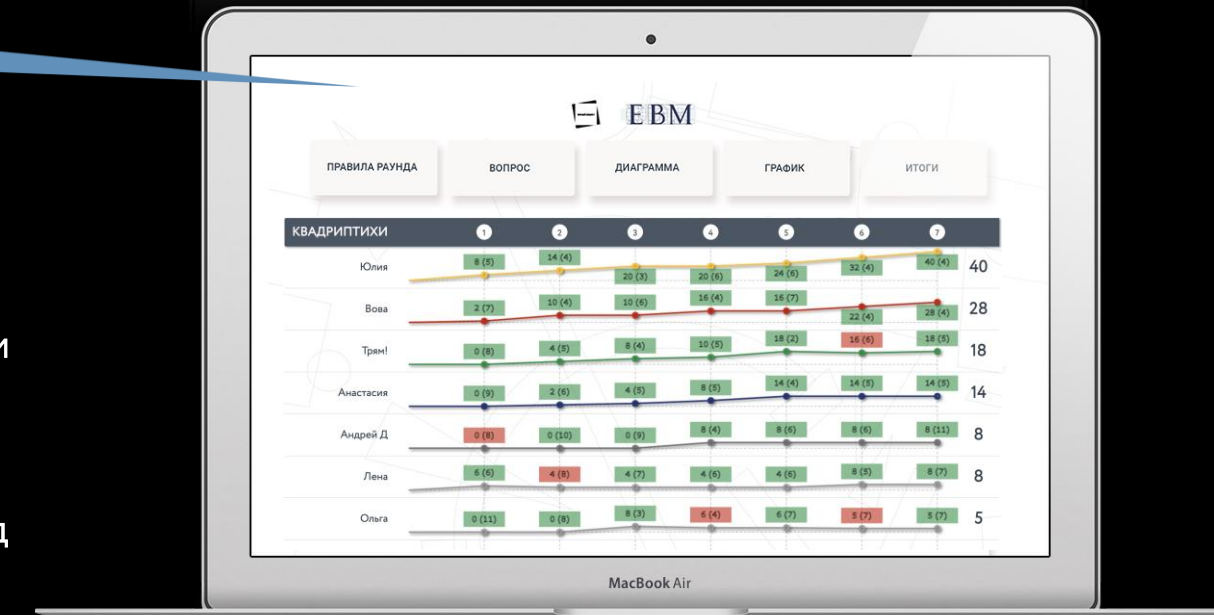 EBM
ПРАВИЛА РАУНДА ВОПРОС ДИАГРАММА ГРАФИК ИТОГИ
КВАДРИПТИХИ 1 2 3 4 5 6 7
Юлия 8 (5) 14 (4) 20 (3) 20 (6) 24 (6) 32 (4) 40 (4) 40
Вова 2 (7) 10 (4) 10 (6) 16 (4) 16 (7) 22 (4) 28 (4) 28
и
Трям! 0 (8) 4 (5) 8 (4) 10 (5) 18 (2) 16 (6) 18 (5) 18
Анастасия 0 (9) 2 (6) 4 (5) 8 (5) 14 (4) 14 (5) 14 (5) 14
Андрей Д 0 (8) 0 (10) 0 (9) 8 (4) 8 (6) 8 (6) 8 (11) 8
Лена 6 (6) 4 (8) 4 (7) 4 (6) 4 (6) 8 (5) 8 (7) 8
Ольга 0 (11) 0 (8) 8 (3) 6 (4) 6 (7) 5 (7) 5 (7) 5
д
MacBook Air